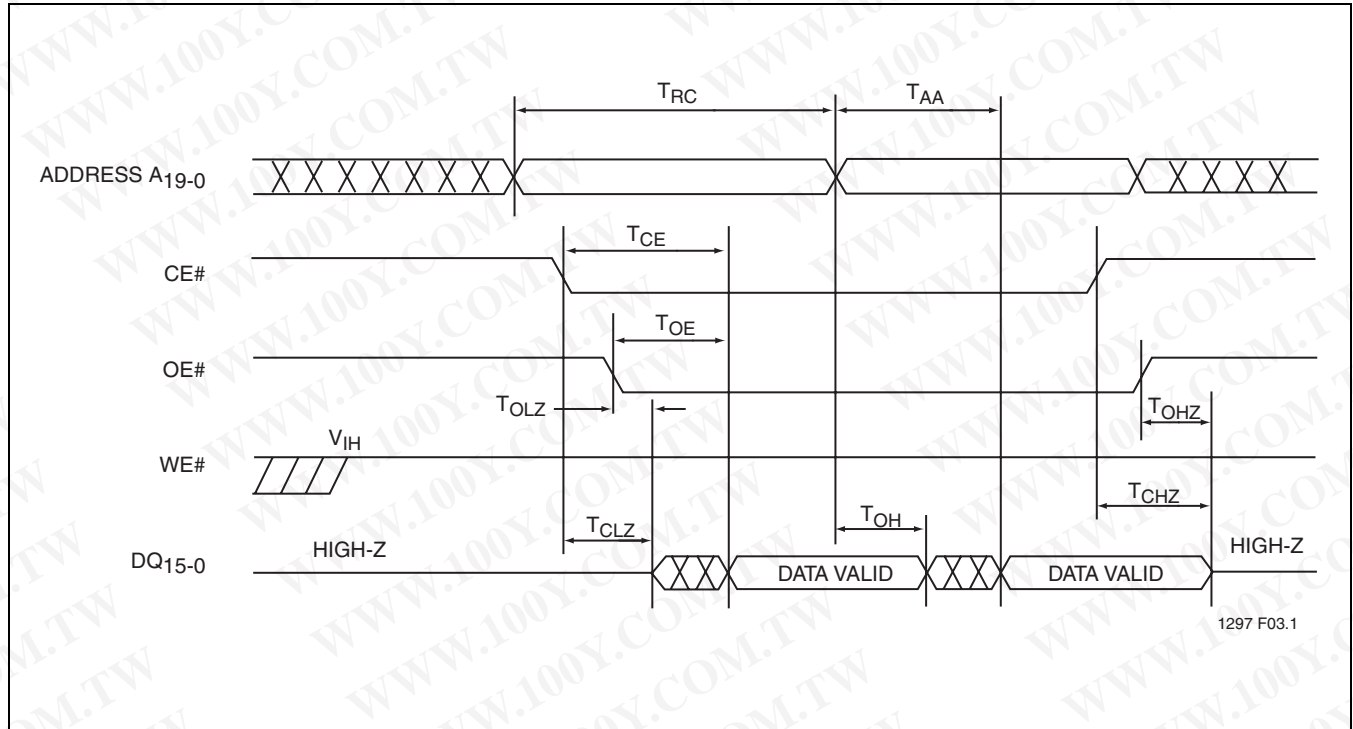 TRC
TAA
ADDRESS A19-0
TCE
CE#
TOE
OE#
TOLZ
TOHZ
VIH
WE#
TCHZ
TOH
TCLZ
HIGH-Z
HIGH-Z
DQ15-0
DATA VALID
DATA VALID
1297 F03.1
WWW.100Y.COM.TW